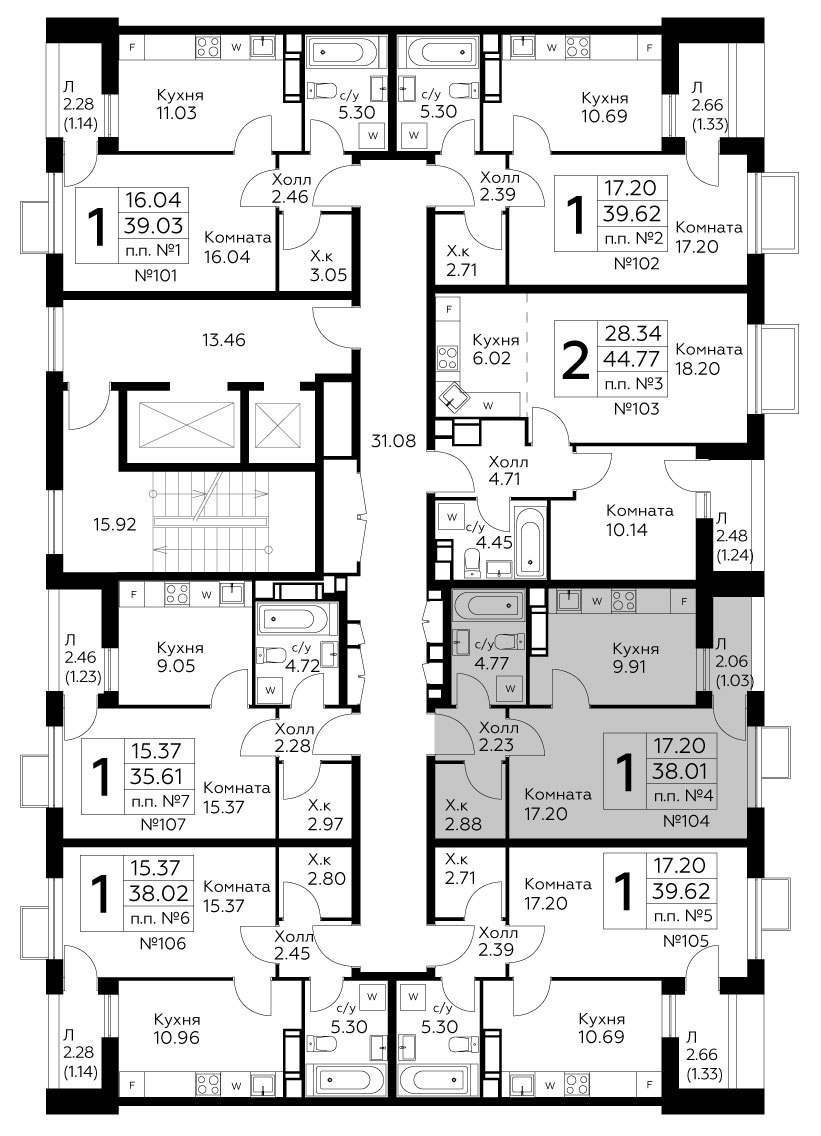 F
W
Л
2.28
(1.14)
Кухня
11.03
с/у
5.30
W
Холл
2.46
1
16.04
39.03
п.п. №1
№101
Комната
16.04
Х.к
3.05
W
F
с/у
5.30
W
Кухня
10.69
Л
2.66
(1.33)
Холл
2.39
1
17.20
39.62
п.п. №2
№102
Комната
17.20
Х.к
2.71
13.46
F
Кухня
6.02
W
2
28.34
44.77
п.п. №3
№103
Комната
18.20
31.08
Холл
4.71
15.92
W
с/у
4.45
Комната
10.14
Л
2.48
(1.24)
F
W
Л
2.46
(1.23)
Кухня
9.05
с/у
4.72
W
Холл
2.28
1
15.37
35.61
п.п. №7
№107
Комната
15.37
Х.к
2.97
W
F
с/у
4.77
W
Кухня
9.91
Л
2.06
(1.03)
Холл
2.23
1
17.20
38.01
п.п. №4
№104
Комната
17.20
Х.к
2.88
1
15.37
38.02
п.п. №6
№106
Комната
15.37
Х.к
2.80
Холл
2.45
Л
2.28
(1.14)
Кухня
10.96
W
с/у
5.30
F
W
Х.к
2.71
Комната
17.20
1
17.20
39.62
п.п. №5
№105
Холл
2.39
W
с/у
5.30
Кухня
10.69
Л
2.66
(1.33)
W
F